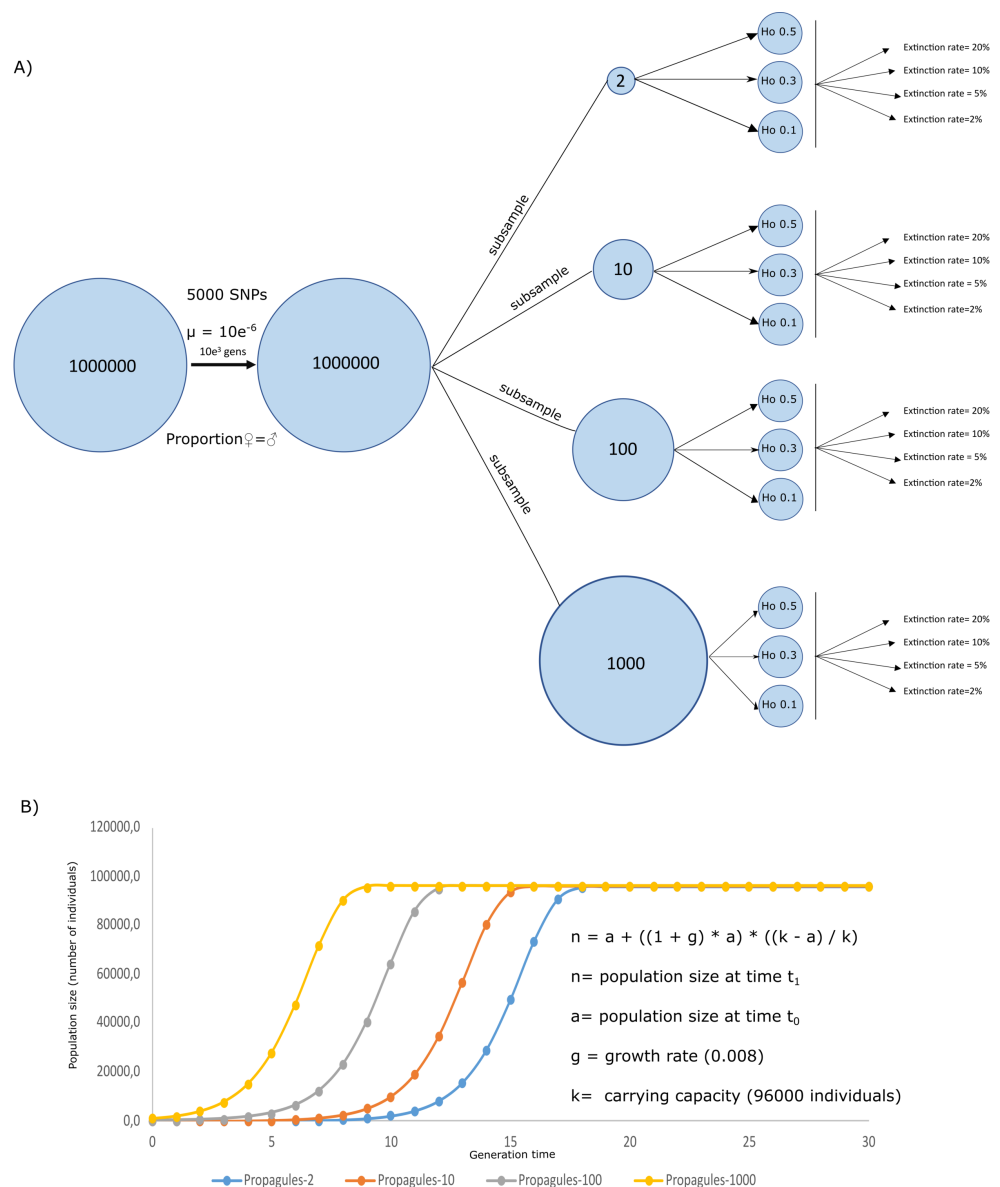 A)
1000000
5000 SNPs
µ = 10e⁻⁶
10e³ gens
Proportion♀=♂
1000000
subsample
subsample
subsample
subsample
2
Ho 0.5
Ho 0.3
Ho 0.1
Extinction rate= 20%
Extinction rate= 10%
Extinction rate = 5%
Extinction rate=2%
10
Ho 0.5
Ho 0.3
Ho 0.1
Extinction rate= 20%
Extinction rate= 10%
Extinction rate = 5%
Extinction rate=2%
100
Ho 0.5
Ho 0.3
Ho 0.1
Extinction rate= 20%
Extinction rate= 10%
Extinction rate = 5%
Extinction rate=2%
1000
Ho 0.5
Ho 0.3
Ho 0.1
Extinction rate= 20%
Extinction rate= 10%
Extinction rate = 5%
Extinction rate=2%
B)
Population size (number of individuals)
120000,0
100000,0
80000,0
60000,0
40000,0
20000,0
0,0
n = a + ((1 + g) * a) * ((k - a) / k)
n= population size at time t₁
a= population size at time t₀
g = growth rate (0.008)
k= carrying capacity (96000 individuals)
0 5 10 15 20 25 30
Generation time
Propagules-2 Propagules-10 Propagules-100 Propagules-1000